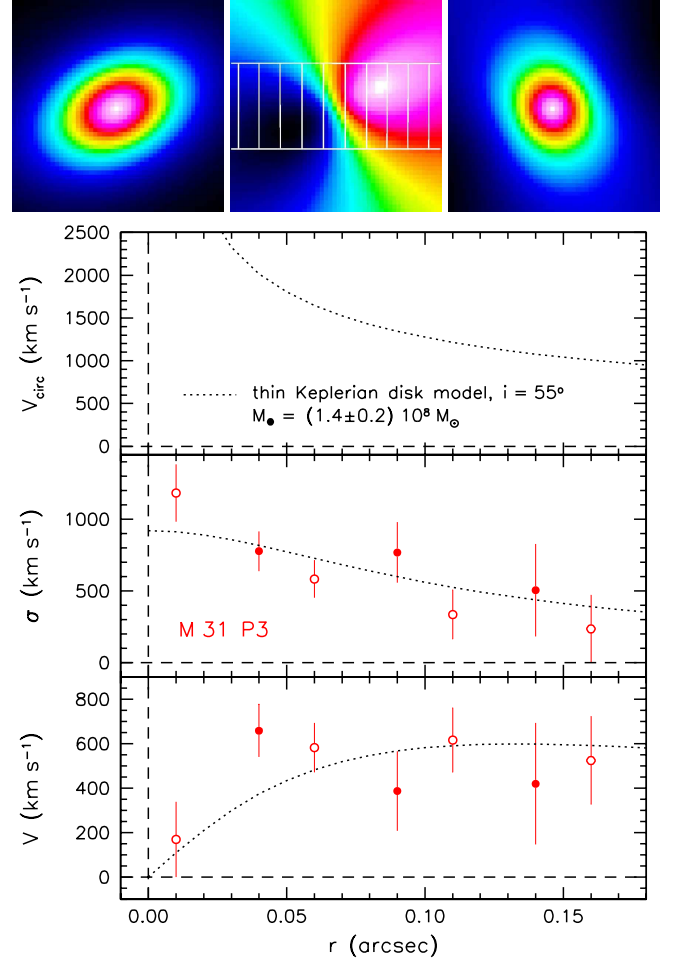 2500
2000
1500
1000
500
0
V_circ (km s⁻¹)
thin Keplerian disk model, i = 55°
M_● = (1.4±0.2) 10⁸ M_⊙
1000
500
0
σ (km s⁻¹)
M 31 P3
800
600
400
200
0
V (km s⁻¹)
0.00 0.05 0.10 0.15
r (arcsec)